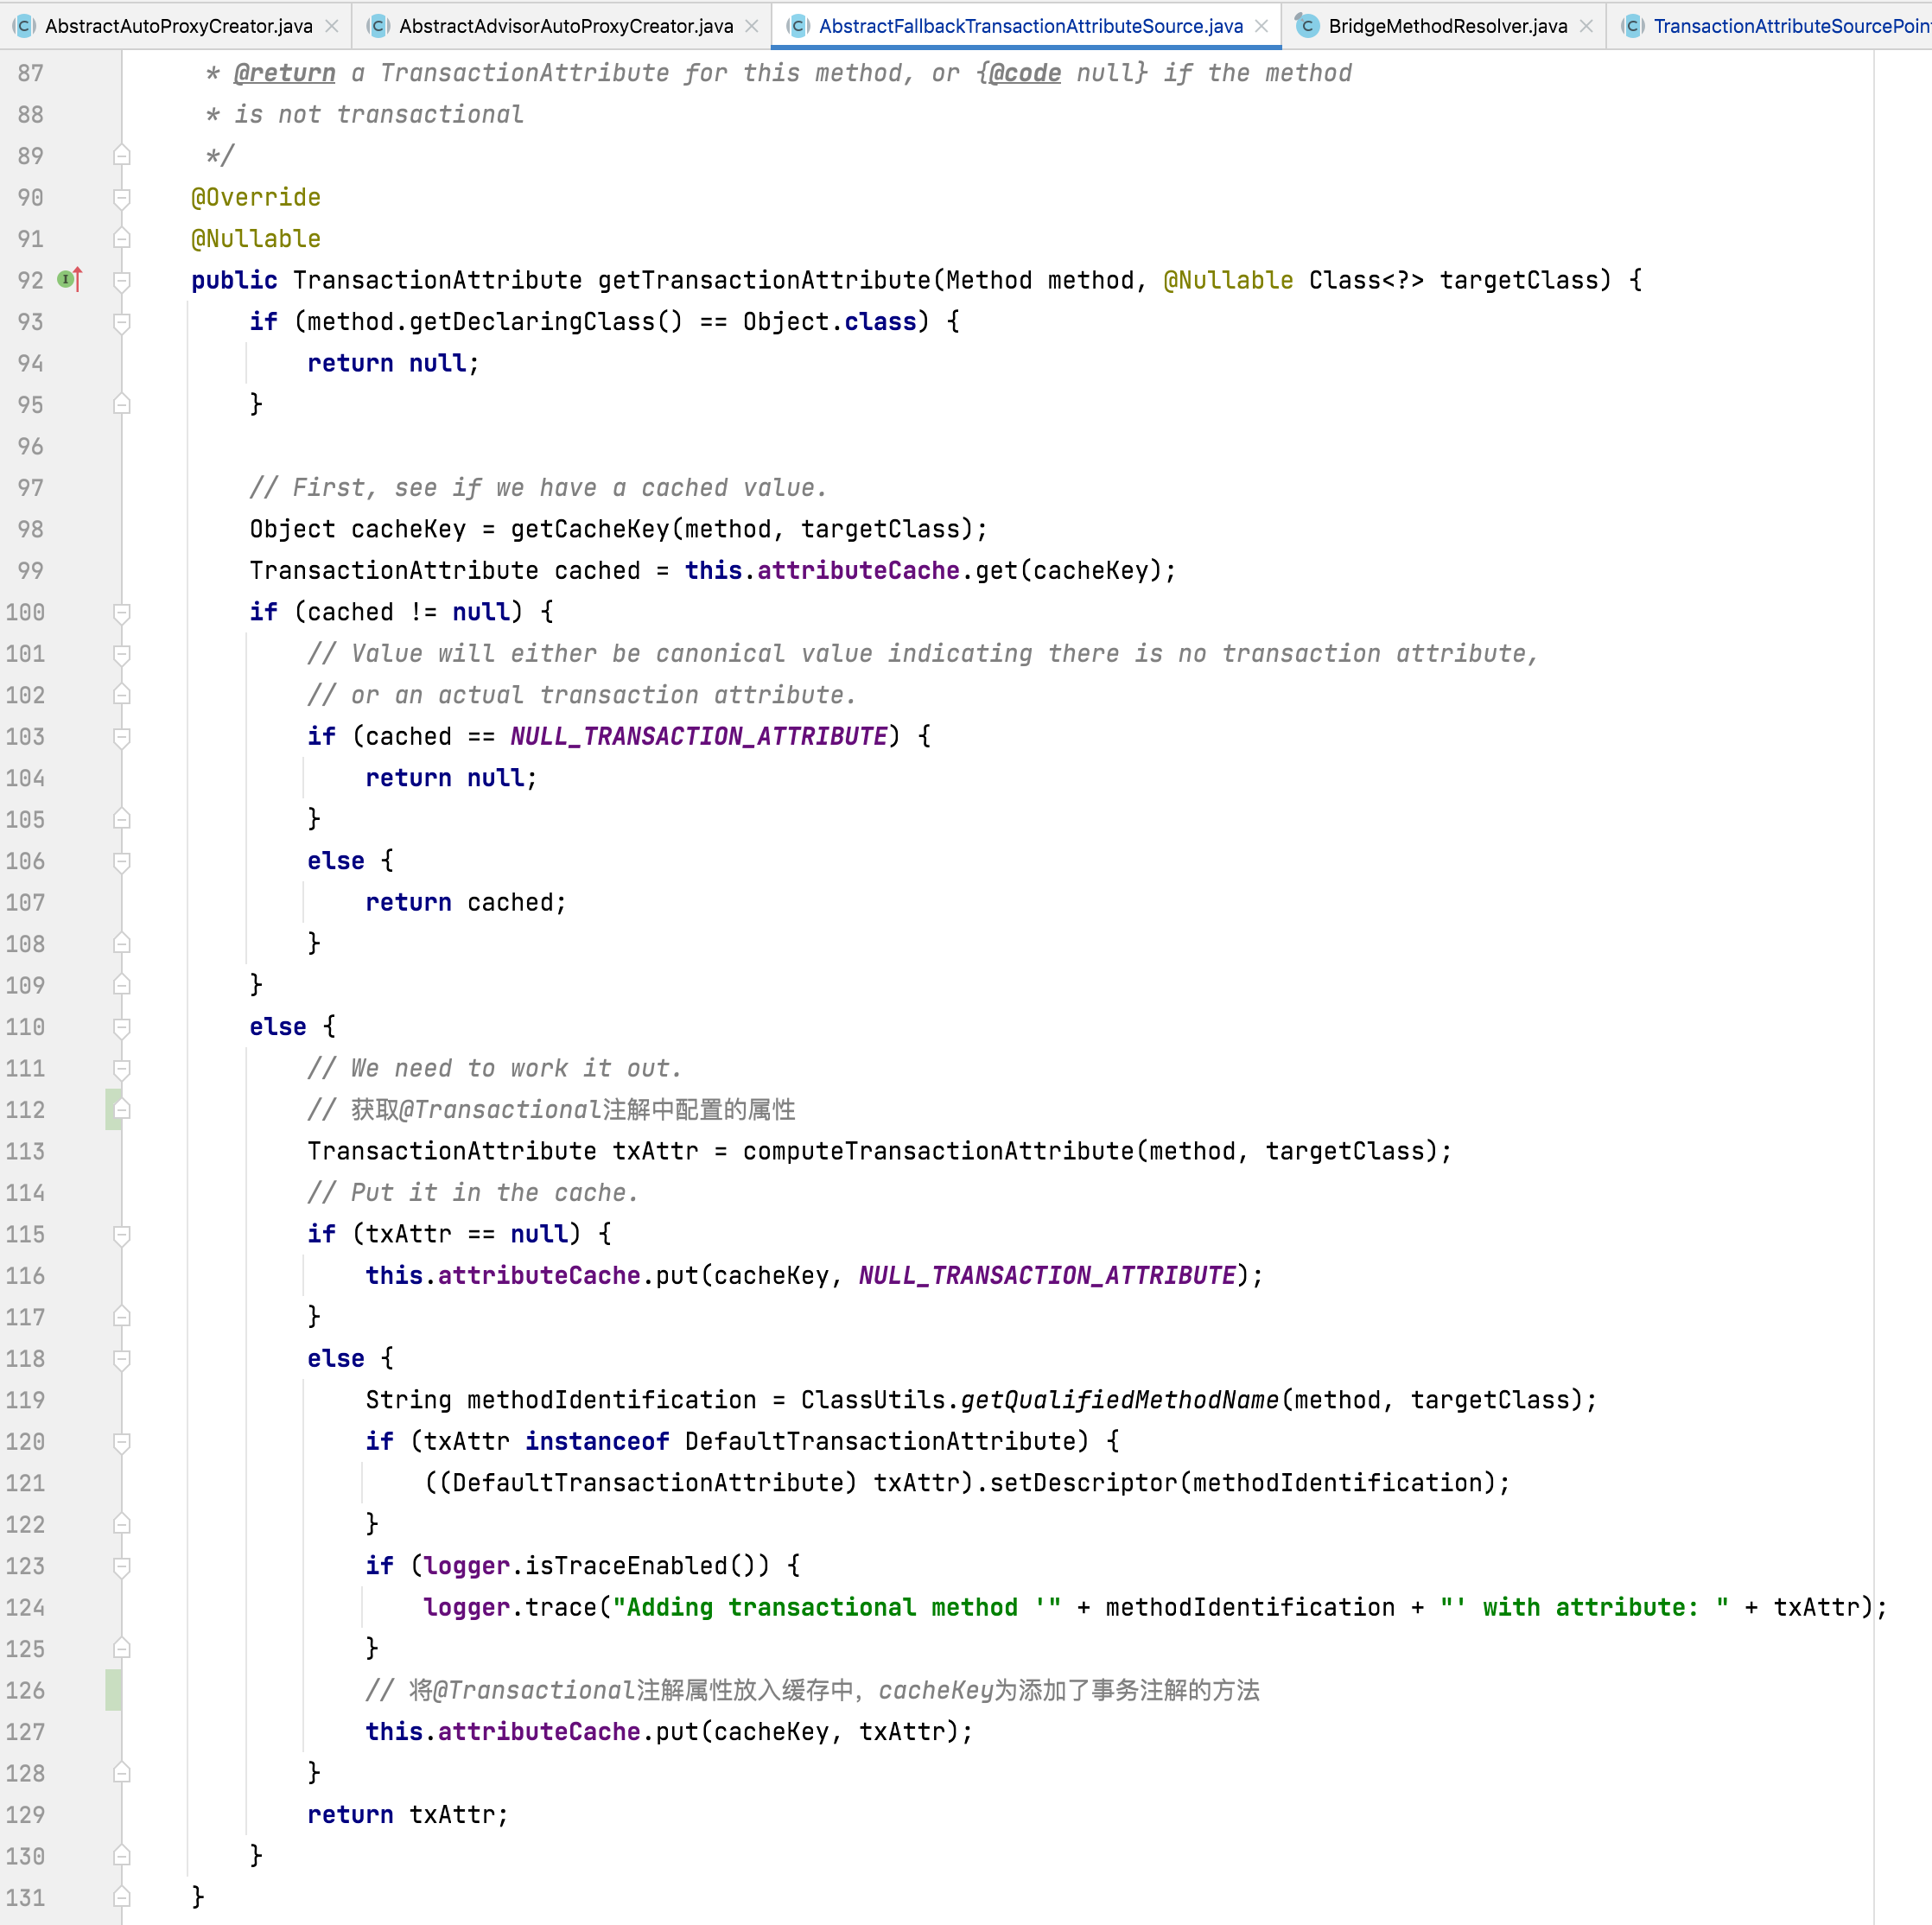 AbstractAutoProxyCreator.java AbstractAdvisorAutoProxyCreator.java AbstractFallbackTransactionAttributeSource.java BridgeMethodResolver.java TransactionAttributeSourcePoin
87 * @return a TransactionAttribute for this method, or {@code null} if the method
88 * is not transactional
89 */
90 @Override
91 @Nullable
92 public TransactionAttribute getTransactionAttribute(Method method, @Nullable Class<?> targetClass) {
93 if (method.getDeclaringClass() == Object.class) {
94 return null;
95 }
96
97 // First, see if we have a cached value.
98 Object cacheKey = getCacheKey(method, targetClass);
99 TransactionAttribute cached = this.attributeCache.get(cacheKey);
100 if (cached != null) {
101 // Value will either be canonical value indicating there is no transaction attribute,
102 // or an actual transaction attribute.
103 if (cached == NULL_TRANSACTION_ATTRIBUTE) {
104 return null;
105 }
106 else {
107 return cached;
108 }
109 }
110 else {
111 // We need to work it out.
112 // 获取@Transactional注解中配置的属性
113 TransactionAttribute txAttr = computeTransactionAttribute(method, targetClass);
114 // Put it in the cache.
115 if (txAttr == null) {
116 this.attributeCache.put(cacheKey, NULL_TRANSACTION_ATTRIBUTE);
117 }
118 else {
119 String methodIdentification = ClassUtils.getQualifiedMethodName(method, targetClass);
120 if (txAttr instanceof DefaultTransactionAttribute) {
121 ((DefaultTransactionAttribute) txAttr).setDescriptor(methodIdentification);
122 }
123 if (logger.isTraceEnabled()) {
124 logger.trace("Adding transactional method '" + methodIdentification + "' with attribute: " + txAttr);
125 }
126 // 将@Transactional注解属性放入缓存中，cacheKey为添加了事务注解的方法
127 this.attributeCache.put(cacheKey, txAttr);
128 }
129 return txAttr;
130 }
131 }